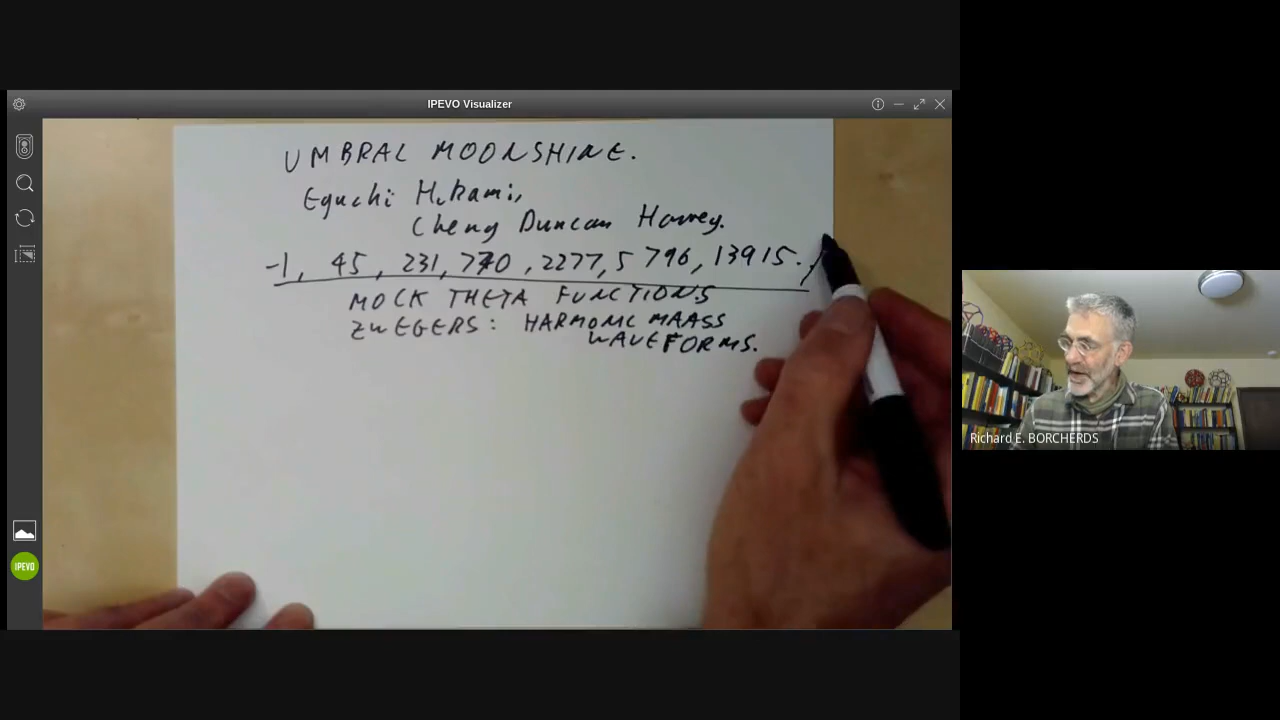 IPEVO Visualizer
UMBRAL MOONSHINE.
Eguchi Hikami,
Cheng Duncan Harvey.
-1, 45, 231, 770, 2277, 5796, 13915.
MOCK THETA FUNCTIONS
ZWEGERS: HARMONIC MAASS
WAVEFORMS.
Richard E. BORCHERDS
IPEVO